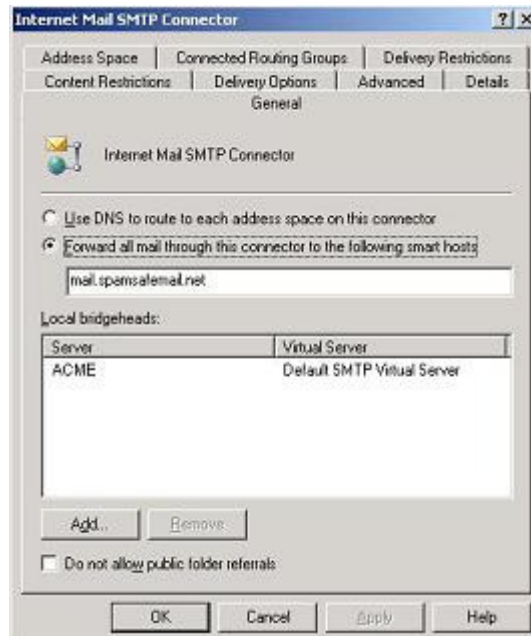 Internet Mail SMTP Connector
Address Space Connected Routing Groups Delivery Restrictions
Content Restrictions Delivery Options Advanced Details
General
Internet Mail SMTP Connector
Use DNS to route to each address space on this connector
Forward all mail through this connector to the following smart hosts
mail.spamsafemail.net
Local bridgeheads:
Server Virtual Server
ACME Default SMTP Virtual Server
Add... Remove
Do not allow public folder referrals
OK Cancel Apply Help